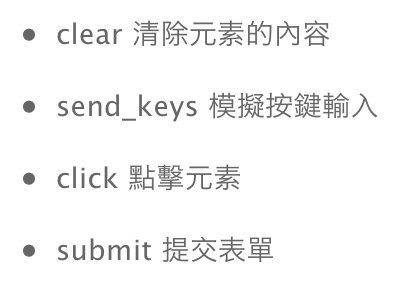 • clear 清除元素的內容
• send_keys 模擬按鍵輸入
• click 點擊元素
• submit 提交表單